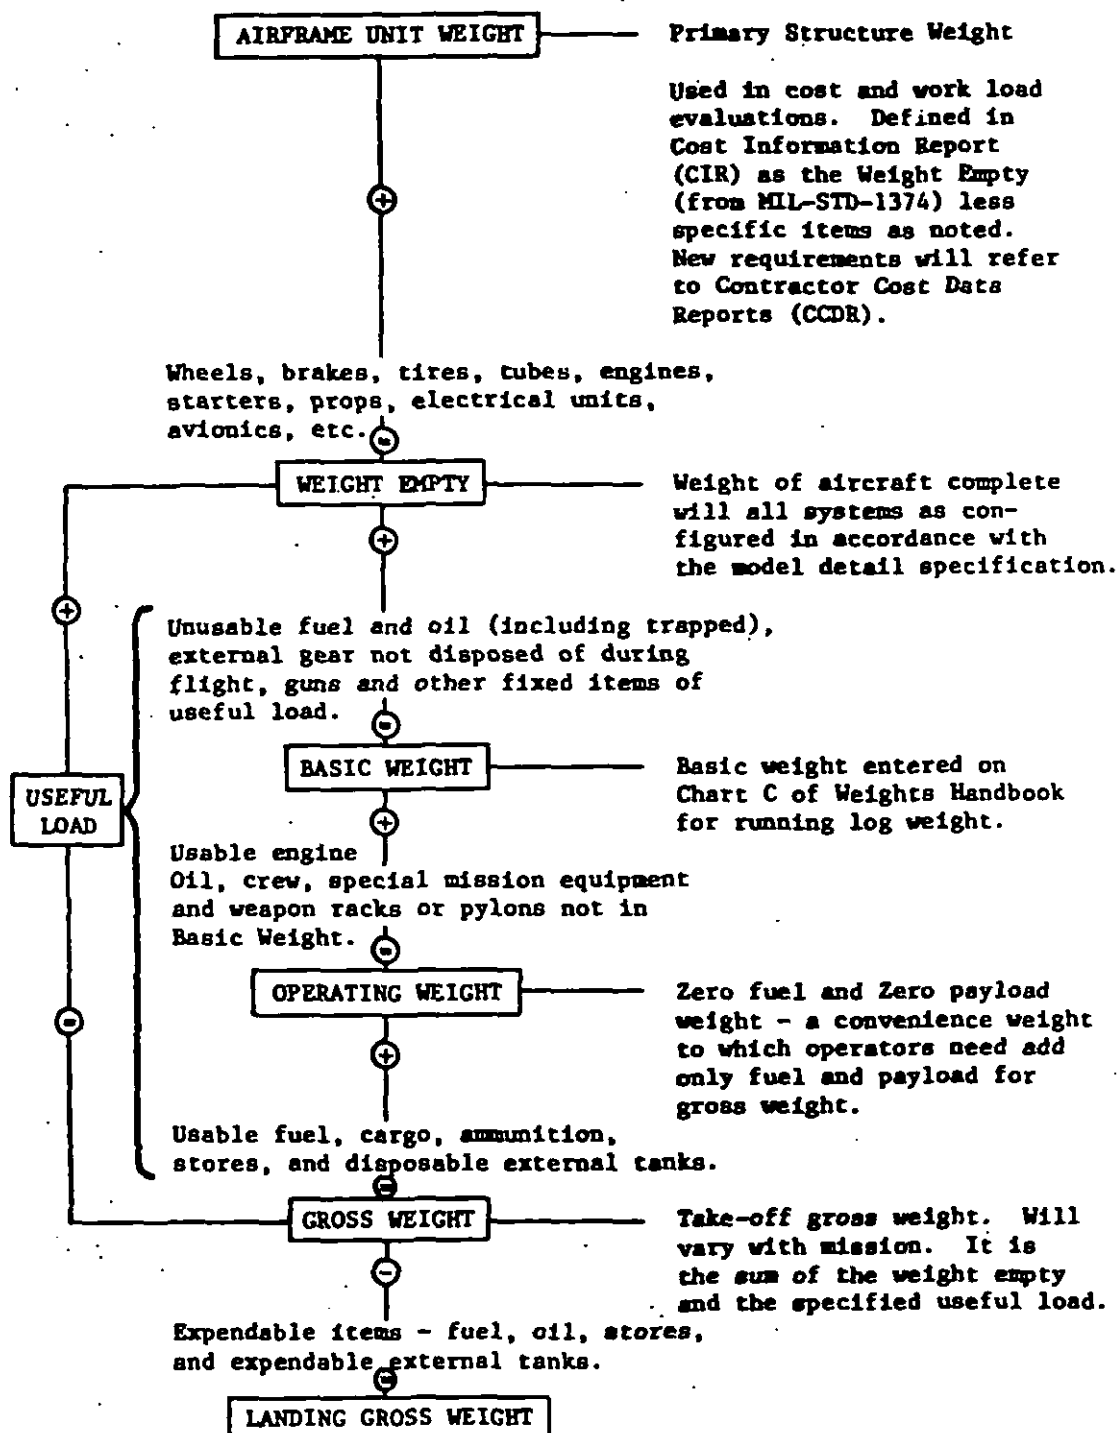 AIRFRAME UNIT WEIGHT
Primary Structure Weight
Used in cost and work load
evaluations. Defined in
Cost Information Report
(CIR) as the Weight Empty
(from MIL-STD-1374) less
specific items as noted.
New requirements will refer
to Contractor Cost Data
Reports (CCDR).
+
Wheels, brakes, tires, tubes, engines,
starters, props, electrical units,
avionics, etc.
=
WEIGHT EMPTY
Weight of aircraft complete
will all systems as con-
figured in accordance with
the model detail specification.
+
+
Unusable fuel and oil (including trapped),
external gear not disposed of during
flight, guns and other fixed items of
useful load.
=
BASIC WEIGHT
Basic weight entered on
Chart C of Weights Handbook
for running log weight.
USEFUL
LOAD
+
Usable engine
Oil, crew, special mission equipment
and weapon racks or pylons not in
Basic Weight.
=
OPERATING WEIGHT
Zero fuel and Zero payload
weight - a convenience weight
to which operators need add
only fuel and payload for
gross weight.
=
+
Usable fuel, cargo, ammunition,
stores, and disposable external tanks.
=
GROSS WEIGHT
Take-off gross weight. Will
vary with mission. It is
the sum of the weight empty
and the specified useful load.
-
Expendable items - fuel, oil, stores,
and expendable external tanks.
=
LANDING GROSS WEIGHT